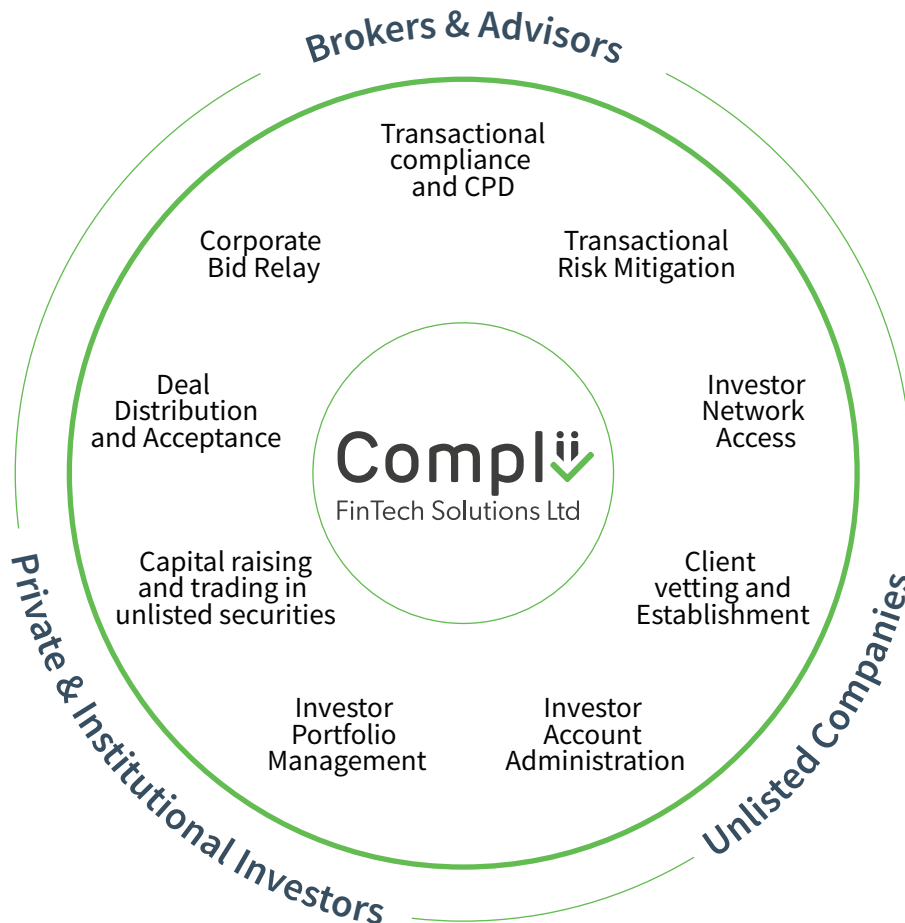 Brokers & Advisors
Transactional
compliance
and CPD
Corporate
Bid Relay
Transactional
Risk Mitigation
Deal
Distribution
and Acceptance
Investor
Network
Access
Complii
FinTech Solutions Ltd
Capital raising
and trading in
unlisted securities
Client
vetting and
Establishment
Investor
Portfolio
Management
Investor
Account
Administration
Private & Institutional Investors
Unlisted Companies